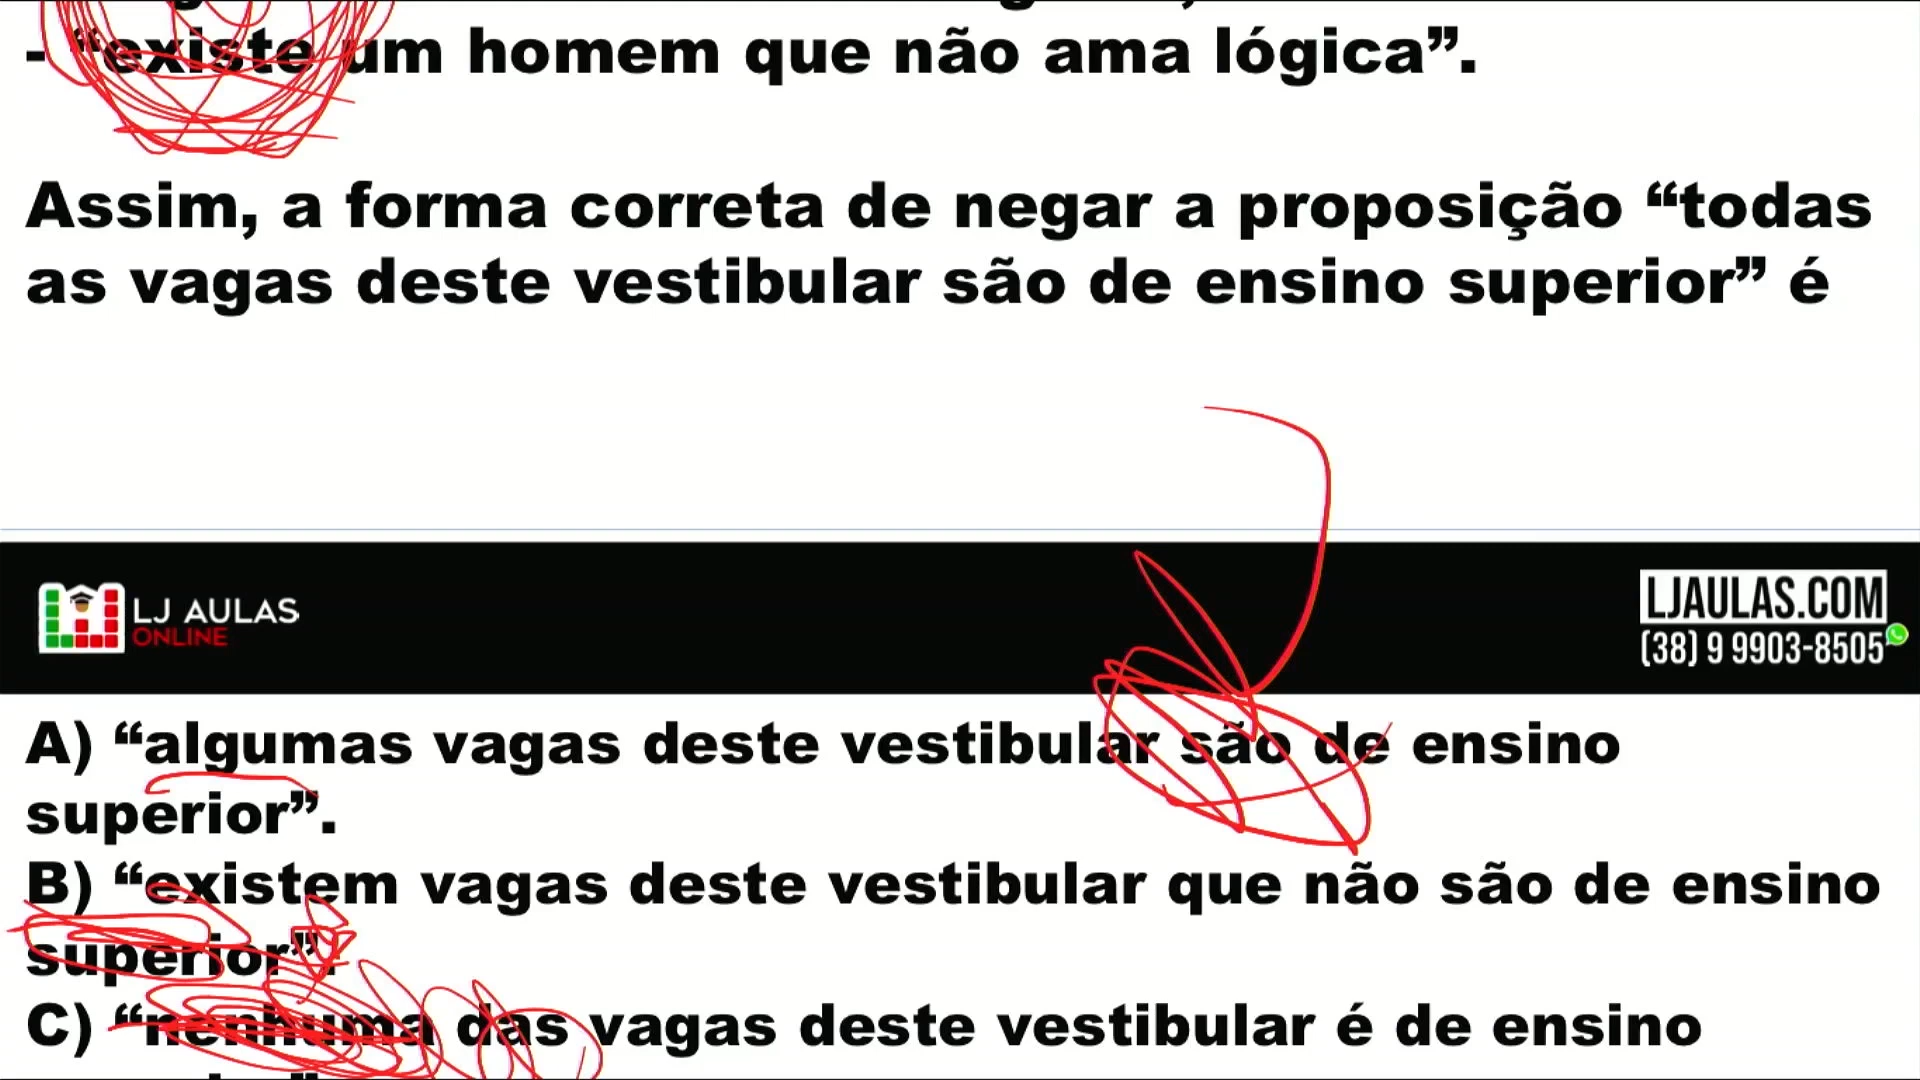 - “existe um homem que não ama lógica”.
Assim, a forma correta de negar a proposição “todas
as vagas deste vestibular são de ensino superior” é
LJ AULAS
ONLINE
LJAULAS.COM
(38) 9 9903-8505
A) “algumas vagas deste vestibular são de ensino
superior”.
B) “existem vagas deste vestibular que não são de ensino
superior”.
C) “nenhuma das vagas deste vestibular é de ensino